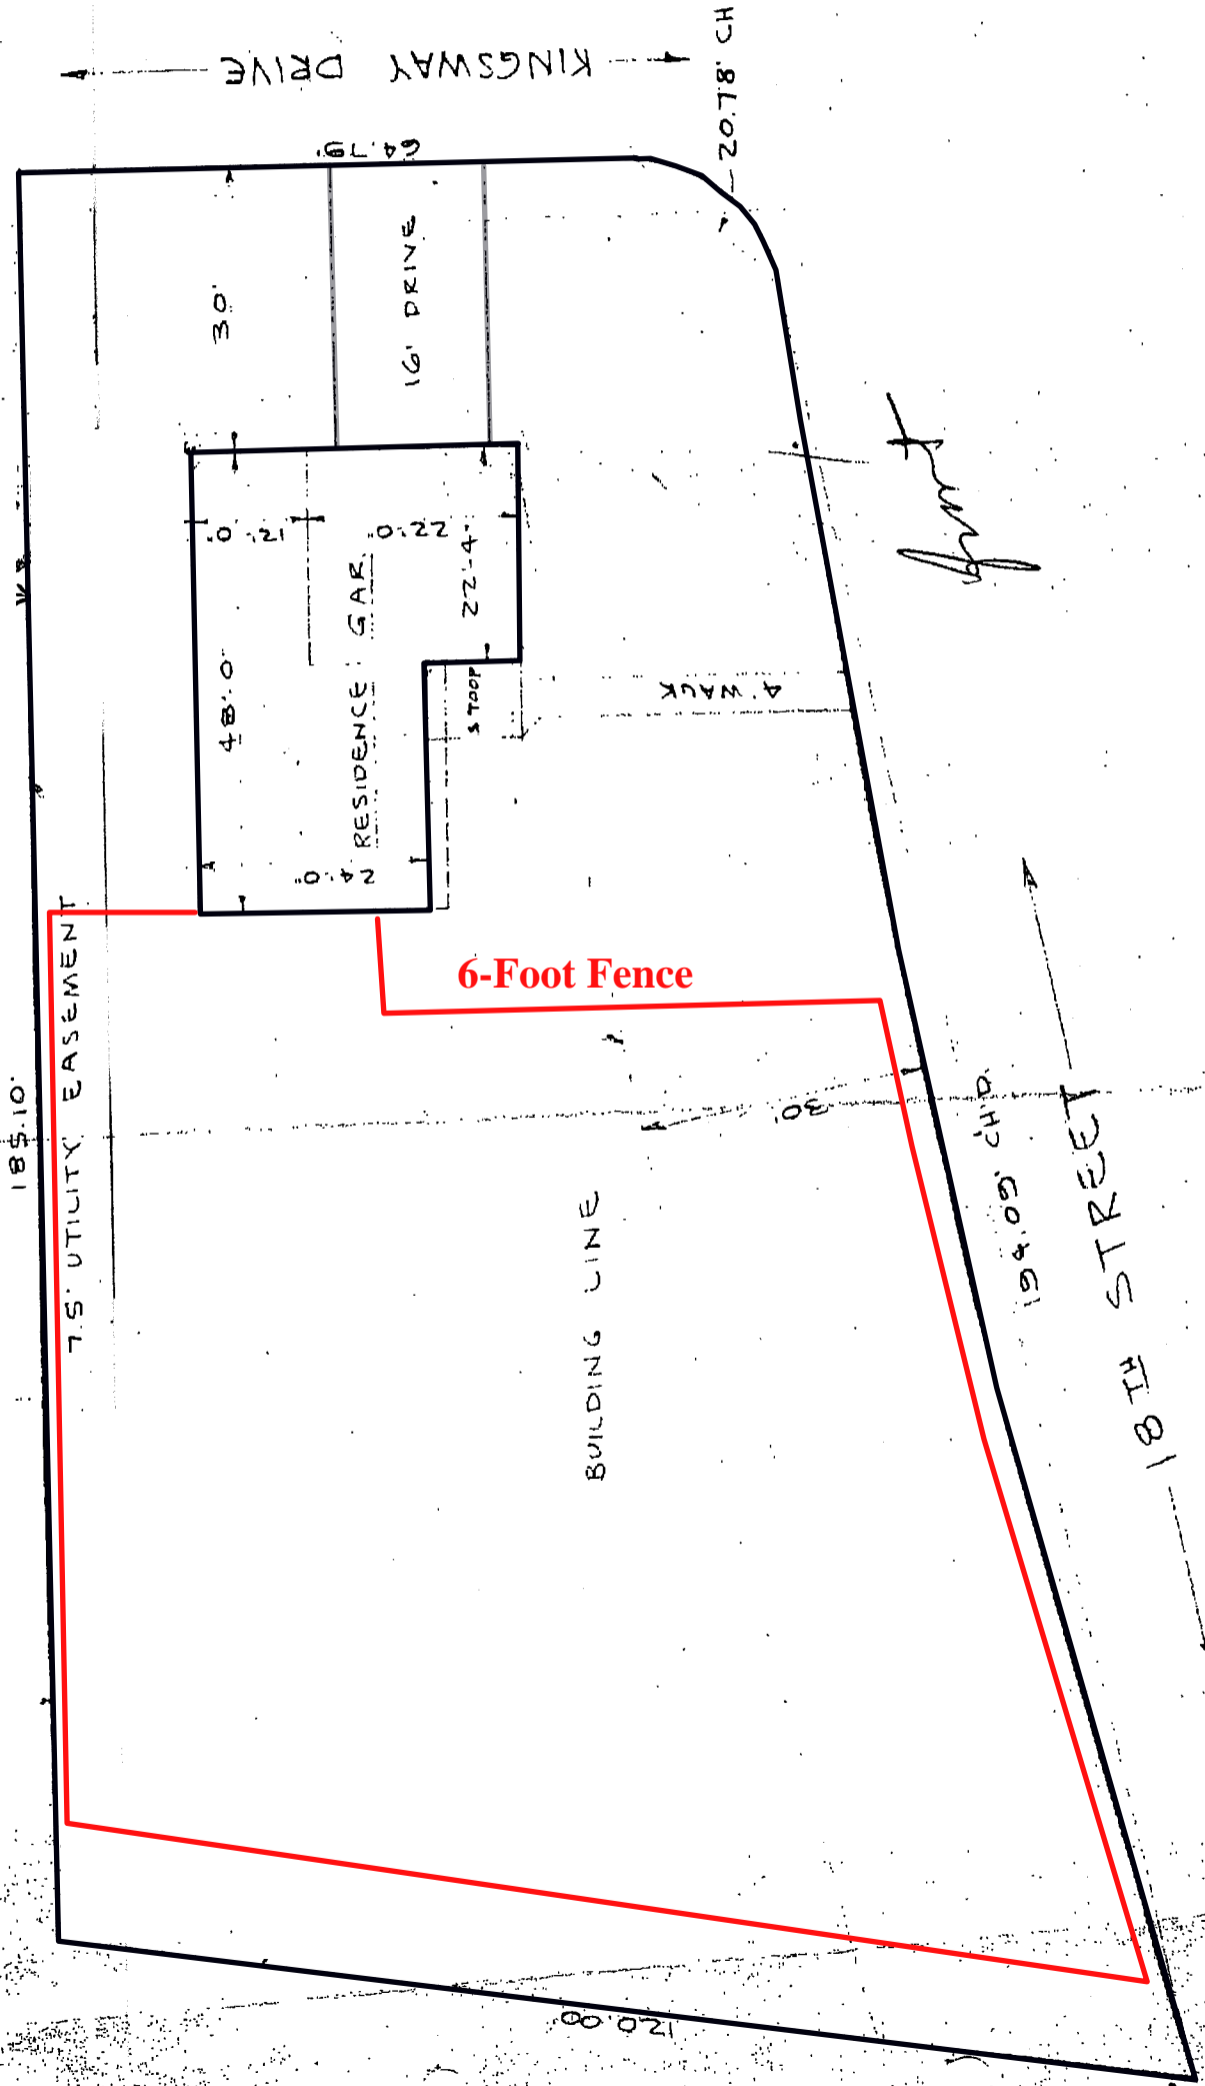 KINGSWAY DRIVE
64.79'
20.78' CH
30'
16' DRIVE
12'.0"
22'.0"
22'-4"
48'.0"
RESIDENCE
GAR.
STOOP
4' WALK
24'.0"
6-Foot Fence
185.10'
7.5' UTILITY EASEMENT
30'
BUILDING LINE
194.09' CH'D.
18TH STREET
120.00